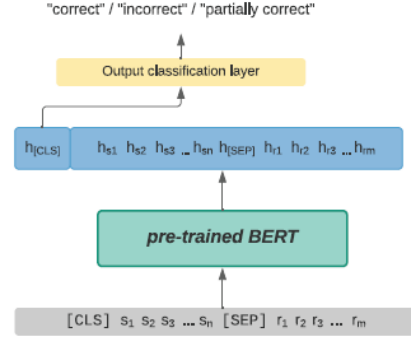 "correct" / "incorrect" / "partially correct"
Output classification layer
h[CLS] hs1 hs2 hs3 ... hsn h[SEP] hr1 hr2 hr3 ... hrm
pre-trained BERT
[CLS] s1 s2 s3 ... sn [SEP] r1 r2 r3 ... rm